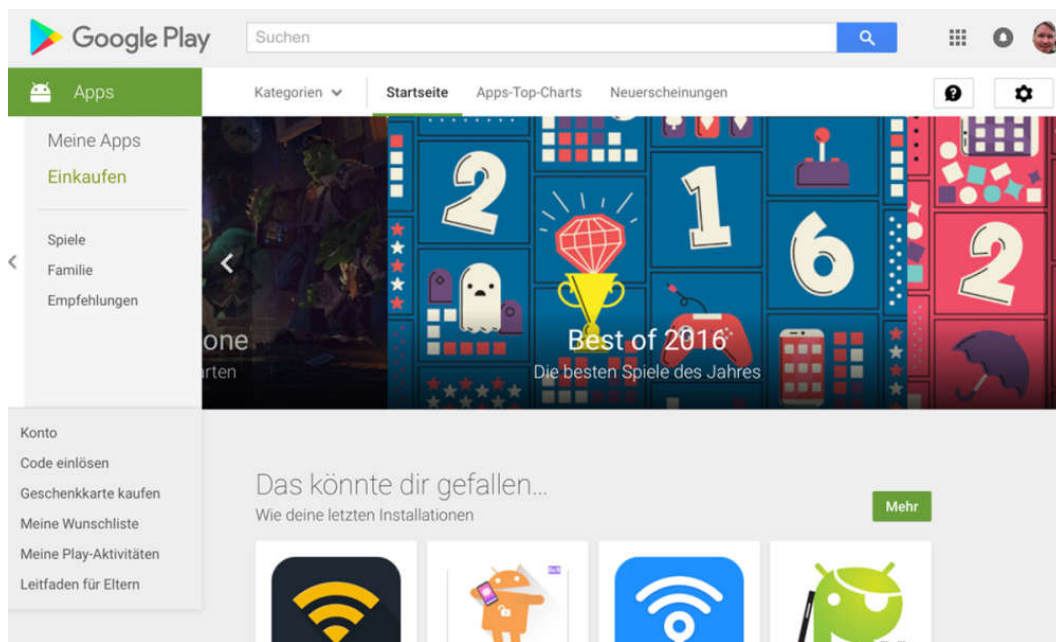 Google Play
Suchen
Apps
Kategorien
Startseite
Apps-Top-Charts
Neuerscheinungen
Meine Apps
Einkaufen
Spiele
Familie
Empfehlungen
2
1
6
2
one
rten
Best of 2016
Die besten Spiele des Jahres
Konto
Code einlösen
Geschenkkarte kaufen
Meine Wunschliste
Meine Play-Aktivitäten
Leitfaden für Eltern
Das könnte dir gefallen...
Wie deine letzten Installationen
Mehr